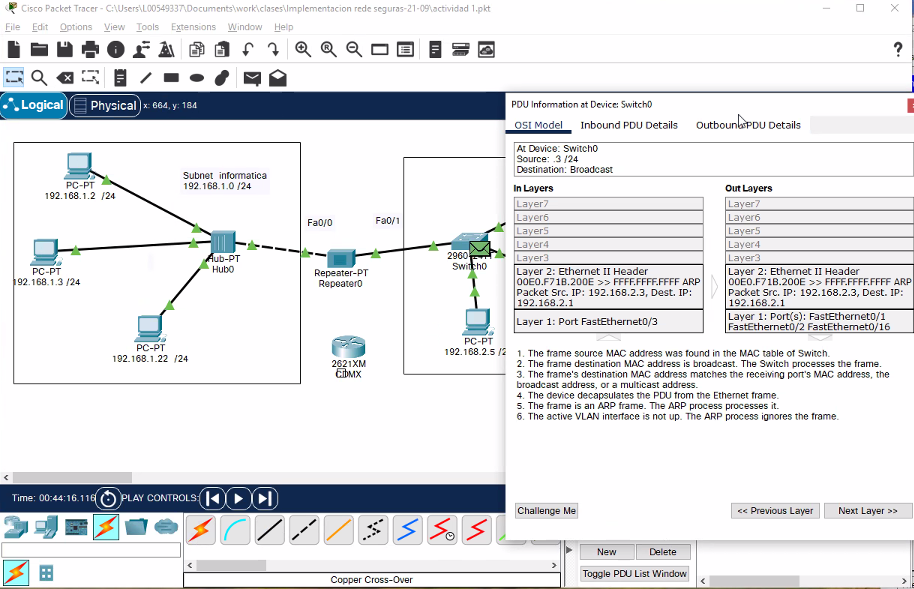 Cisco Packet Tracer - C:\Users\L00549337\Documents\work\clases\Implementacion rede seguras-21-09\actividad 1.pkt
File Edit Options View Tools Extensions Window Help
Logical Physical x: 664, y: 184
PC-PT
192.168.1.2 /24
Subnet informatica
192.168.1.0 /24
Fa0/0
Fa0/1
PC-PT
192.168.1.3 /24
Hub-PT
Hub0
Repeater-PT
Repeater0
Switch0
PC-PT
192.168.1.22 /24
2621XM
CDMX
PC-PT
192.168.2.5 /2
PDU Information at Device: Switch0
OSI Model Inbound PDU Details Outbound PDU Details
At Device: Switch0
Source: .3 /24
Destination: Broadcast
In Layers
Layer7
Layer6
Layer5
Layer4
Layer3
Layer 2: Ethernet II Header
00E0.F71B.200E >> FFFF.FFFF.FFFF ARP
Packet Src. IP: 192.168.2.3, Dest. IP:
192.168.2.1
Layer 1: Port FastEthernet0/3
Out Layers
Layer7
Layer6
Layer5
Layer4
Layer3
Layer 2: Ethernet II Header
00E0.F71B.200E >> FFFF.FFFF.FFFF ARP
Packet Src. IP: 192.168.2.3, Dest. IP:
192.168.2.1
Layer 1: Port(s): FastEthernet0/1
FastEthernet0/2 FastEthernet0/16
1. The frame source MAC address was found in the MAC table of Switch.
2. The frame destination MAC address is broadcast. The Switch processes the frame.
3. The frame's destination MAC address matches the receiving port's MAC address, the
broadcast address, or a multicast address.
4. The device decapsulates the PDU from the Ethernet frame.
5. The frame is an ARP frame. The ARP process processes it.
6. The active VLAN interface is not up. The ARP process ignores the frame.
Challenge Me << Previous Layer Next Layer >>
Time: 00:44:16.116 PLAY CONTROLS:
Copper Cross-Over
New Delete
Toggle PDU List Window